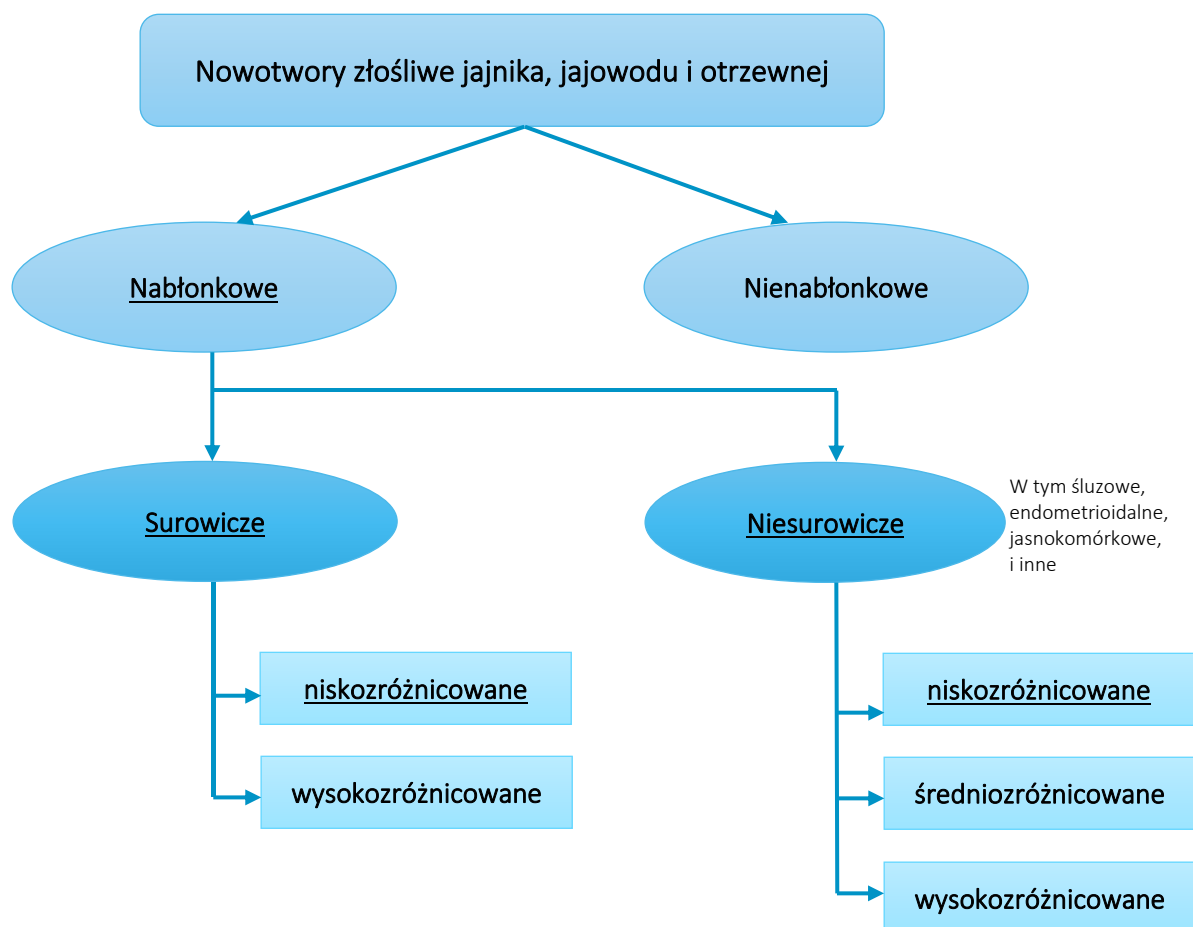 Nowotwory złośliwe jajnika, jajowodu i otrzewnej
Nabłonkowe
Nienabłonkowe
Surowicze
Niesurowicze
W tym śluzowe,
endometrioidalne,
jasnokomórkowe,
i inne
niskozróżnicowane
wysokozróżnicowane
niskozróżnicowane
średniozróżnicowane
wysokozróżnicowane